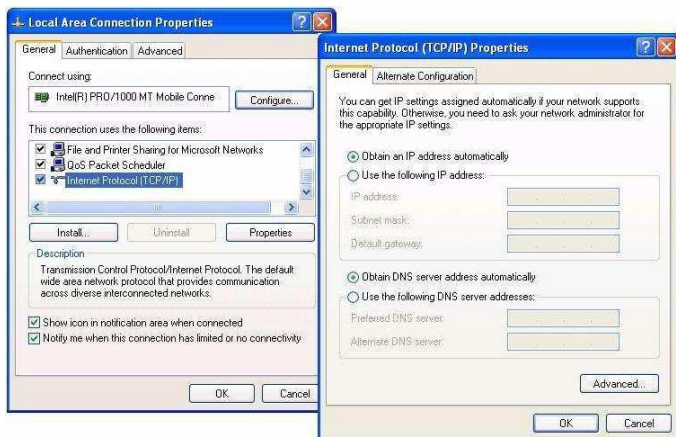 Local Area Connection Properties
General Authentication Advanced
Connect using:
Intel(R) PRO/1000 MT Mobile Conne
Configure...
This connection uses the following items:
File and Printer Sharing for Microsoft Networks
QoS Packet Scheduler
Internet Protocol (TCP/IP)
Install... Uninstall Properties
Description
Transmission Control Protocol/Internet Protocol. The default
wide area network protocol that provides communication
across diverse interconnected networks.
Show icon in notification area when connected
Notify me when this connection has limited or no connectivity
OK Cancel
Internet Protocol (TCP/IP) Properties
General Alternate Configuration
You can get IP settings assigned automatically if your network supports
this capability. Otherwise, you need to ask your network administrator for
the appropriate IP settings.
Obtain an IP address automatically
Use the following IP address:
IP address:
Subnet mask:
Default gateway:
Obtain DNS server address automatically
Use the following DNS server addresses:
Preferred DNS server:
Alternate DNS server:
Advanced...
OK Cancel